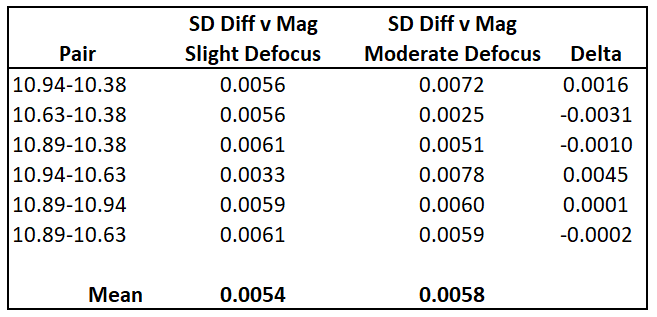 SD Diff v Mag SD Diff v Mag
Pair Slight Defocus Moderate Defocus Delta
10.94-10.38 0.0056 0.0072 0.0016
10.63-10.38 0.0056 0.0025 -0.0031
10.89-10.38 0.0061 0.0051 -0.0010
10.94-10.63 0.0033 0.0078 0.0045
10.89-10.94 0.0059 0.0060 0.0001
10.89-10.63 0.0061 0.0059 -0.0002
Mean 0.0054 0.0058